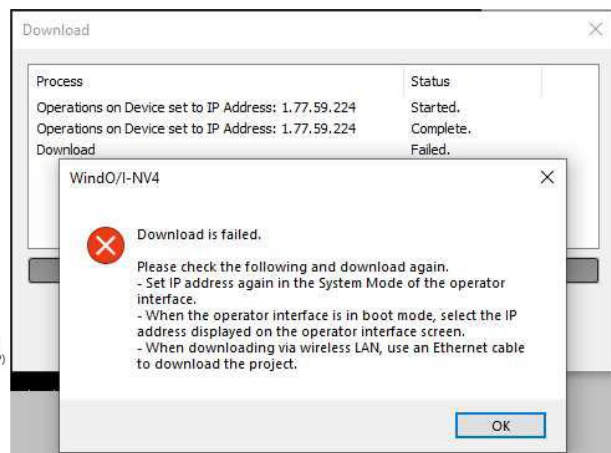 Download
Process Status
Operations on Device set to IP Address: 1.77.59.224 Started.
Operations on Device set to IP Address: 1.77.59.224 Complete.
Download Failed.
WindO/I-NV4
Download is failed.
Please check the following and download again.
- Set IP address again in the System Mode of the operator
interface.
- When the operator interface is in boot mode, select the IP
address displayed on the operator interface screen.
- When downloading via wireless LAN, use an Ethernet cable
to download the project.
OK